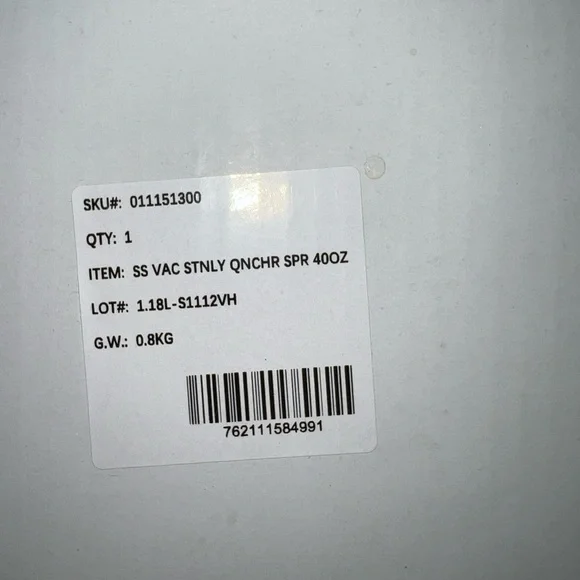 SKU#: 011151300
QTY: 1
ITEM: SS VAC STNLY QNCHR SPR 40OZ
LOT#: 1.18L-S1112VH
G.W.: 0.8KG
762111584991